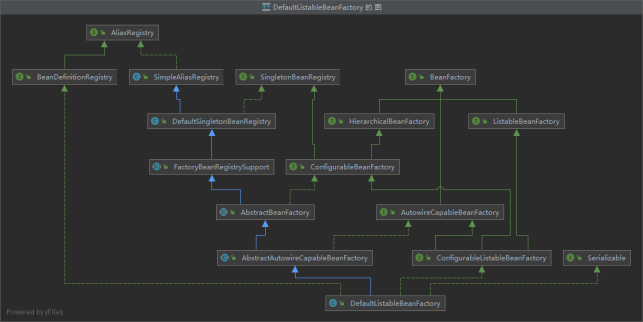 DefaultListableBeanFactory 的 图
AliasRegistry
BeanDefinitionRegistry
SimpleAliasRegistry
SingletonBeanRegistry
BeanFactory
DefaultSingletonBeanRegistry
HierarchicalBeanFactory
ListableBeanFactory
FactoryBeanRegistrySupport
ConfigurableBeanFactory
AbstractBeanFactory
AutowireCapableBeanFactory
AbstractAutowireCapableBeanFactory
ConfigurableListableBeanFactory
Serializable
DefaultListableBeanFactory
Powered by yFiles